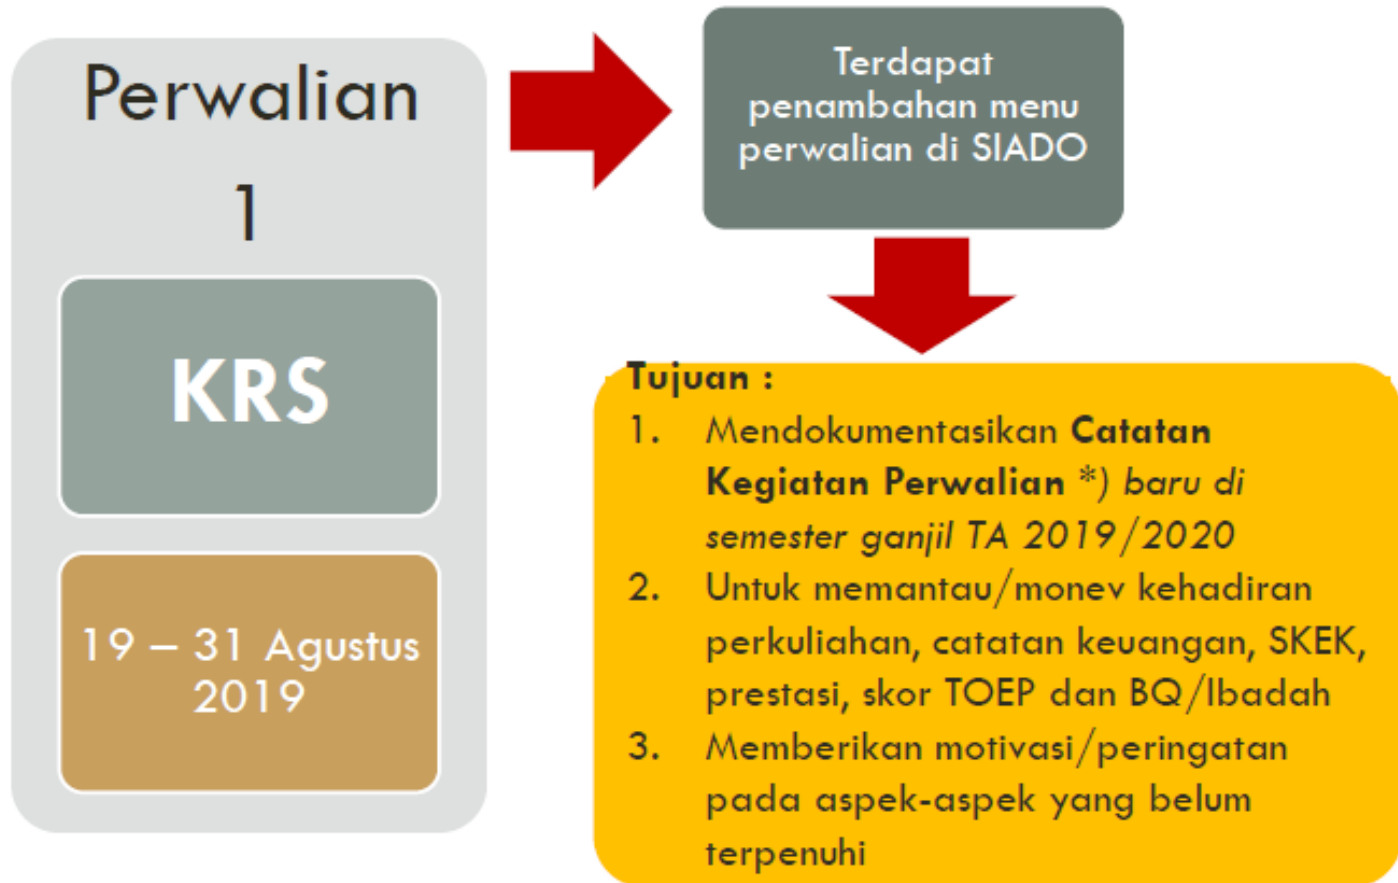 Perwalian
1
KRS
19 – 31 Agustus
2019
Terdapat
penambahan menu
perwalian di SIADO
Tujuan :
1. Mendokumentasikan Catatan
Kegiatan Perwalian *) baru di
semester ganjil TA 2019/2020
2. Untuk memantau/monev kehadiran
perkuliahan, catatan keuangan, SKEK,
prestasi, skor TOEP dan BQ/Ibadah
3. Memberikan motivasi/peringatan
pada aspek-aspek yang belum
terpenuhi